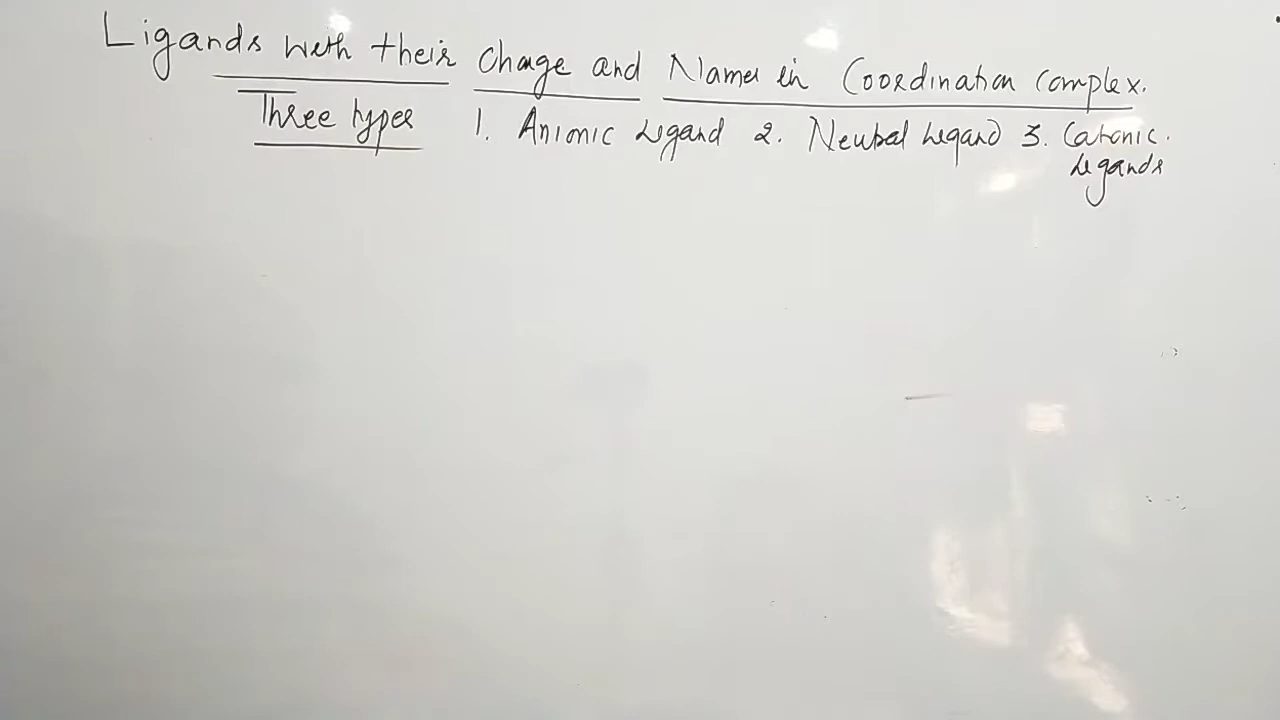 Ligands with their Charge and Names in Coordination complex.
Three types 1. Anionic Ligand 2. Neutral Ligand 3. Cationic
Ligands